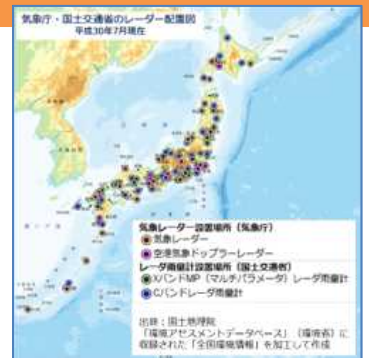 気象庁・国土交通省のレーダー配置図
平成30年7月現在
気象レーダー設置場所（気象庁）
気象レーダー
空港気象ドップラーレーダー
レーダ雨量計設置場所（国土交通省）
XバンドMP（マルチパラメータ）レーダ雨量計
Cバンドレーダ雨量計
出典：国土地理院
「環境アセスメントデータベース」（環境省）に
収録された「全国環境情報」を加工して作成